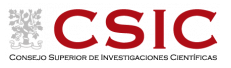 CSIC
CONSEJO SUPERIOR DE INVESTIGACIONES CIENTÍFICAS